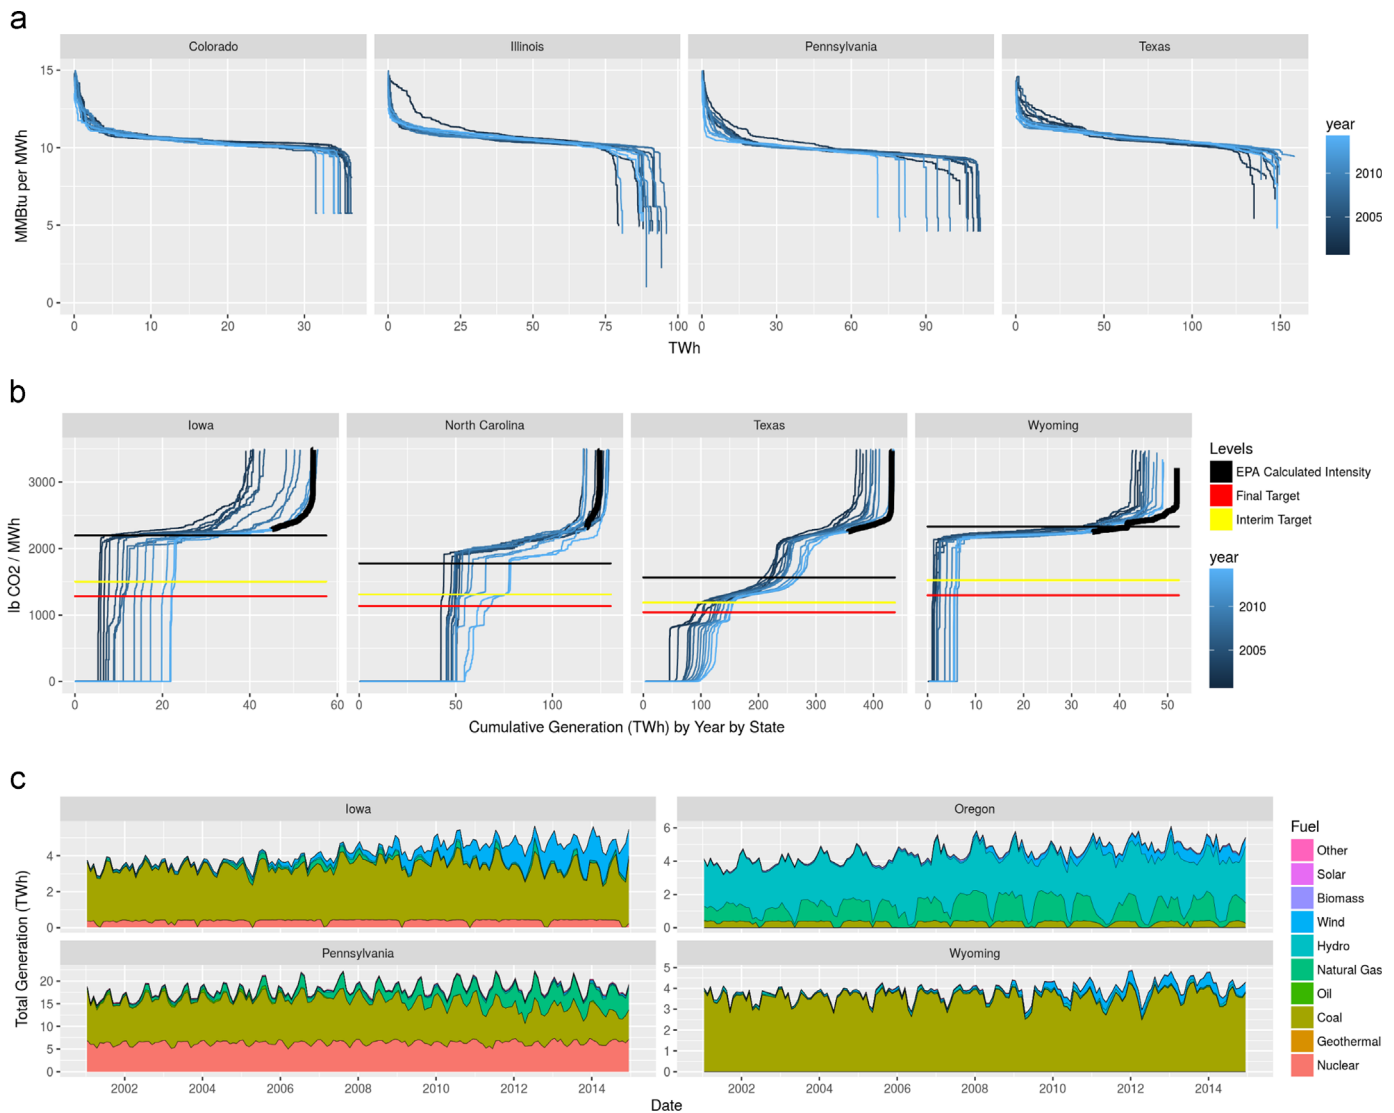 a
Colorado
Illinois
Pennsylvania
Texas
MMBtu per MWh
15
10
5
0
0 10 20 30
0 25 50 75 100
0 30 60 90
0 50 100 150
TWh
year
2010
2005
b
Iowa
North Carolina
Texas
Wyoming
lb CO2 / MWh
3000
2000
1000
0
0 20 40 60
0 50 100
0 100 200 300 400
0 10 20 30 40 50
Cumulative Generation (TWh) by Year by State
Levels
EPA Calculated Intensity
Final Target
Interim Target
year
2010
2005
c
Iowa
Oregon
Total Generation (TWh)
4
2
0
6
4
2
0
Pennsylvania
Wyoming
20
15
10
5
0
5
4
3
2
1
0
2002 2004 2006 2008 2010 2012 2014
2002 2004 2006 2008 2010 2012 2014
Date
Fuel
Other
Solar
Biomass
Wind
Hydro
Natural Gas
Oil
Coal
Geothermal
Nuclear